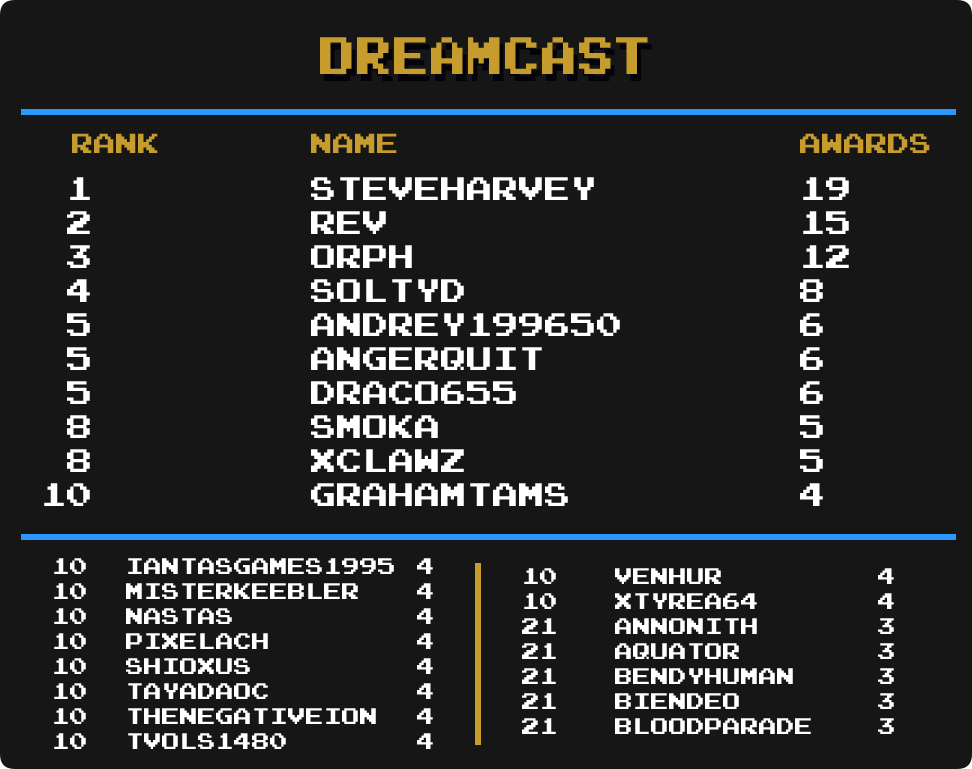 DREAMCAST
RANK NAME AWARDS
1 STEVEHARVEY 19
2 REV 15
3 ORPH 12
4 SOLTYD 8
5 ANDREY199650 6
5 ANGERQUIT 6
5 DRACO655 6
8 SMOKA 5
8 XCLAWZ 5
10 GRAHAMTAMS 4
10 IANTASGAMES1995 4
10 MISTERKEEBLER 4
10 NASTAS 4
10 PIXELACH 4
10 SHIOXUS 4
10 TAYADAOC 4
10 THENEGATIVEION 4
10 TVOLS1480 4
10 VENHUR 4
10 XTYREA64 4
21 ANNONITH 3
21 AQUATOR 3
21 BENDYHUMAN 3
21 BIENDEO 3
21 BLOODPARADE 3